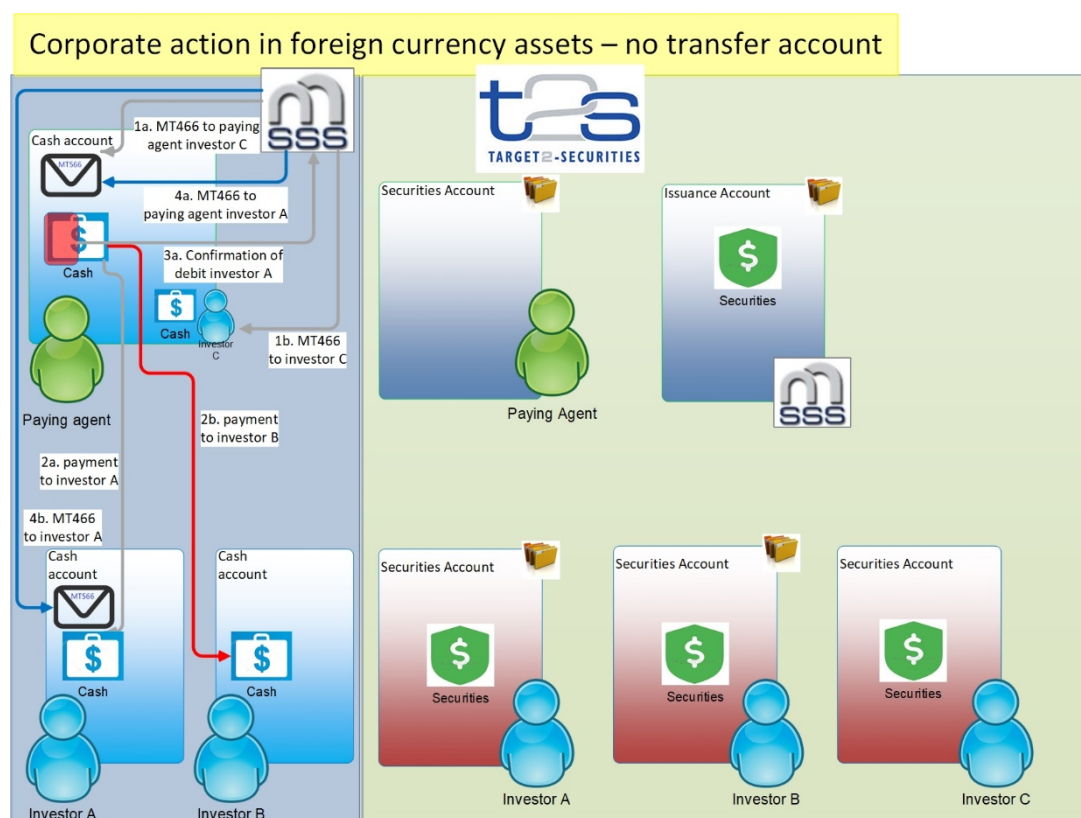 Corporate action in foreign currency assets – no transfer account
m
sss
t2s
TARGET2-SECURITIES
1a. MT466 to paying
agent investor C
Cash account
MT566
4a. MT466 to
paying agent investor A
$
Cash
3a. Confirmation of
debit investor A
$
Cash
Investor
C
1b. MT466
to investor C
Paying agent
2b. payment
to investor B
2a. payment
to investor A
4b. MT466
to investor A
Cash
account
MT566
$
Cash
Investor A
Cash
account
$
Cash
Investor B
Securities Account
Paying Agent
Issuance Account
$
Securities
m
sss
Securities Account
$
Securities
Investor A
Securities Account
$
Securities
Investor B
Securities Account
$
Securities
Investor C